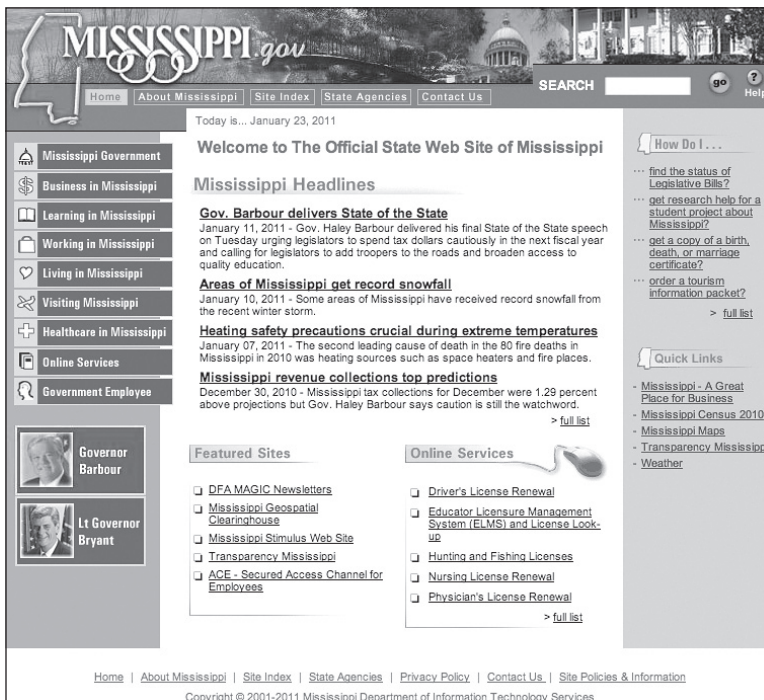 MISSISSIPPI.gov
SEARCH go ? Help
Home About Mississippi Site Index State Agencies Contact Us
Today is... January 23, 2011
Welcome to The Official State Web Site of Mississippi
Mississippi Government
Business in Mississippi
Learning in Mississippi
Working in Mississippi
Living in Mississippi
Visiting Mississippi
Healthcare in Mississippi
Online Services
Government Employee
Governor
Barbour
Lt Governor
Bryant
Mississippi Headlines
Gov. Barbour delivers State of the State
January 11, 2011 - Gov. Haley Barbour delivered his final State of the State speech
on Tuesday urging legislators to spend tax dollars cautiously in the next fiscal year
and calling for legislators to add troopers to the roads and broaden access to
quality education.
Areas of Mississippi get record snowfall
January 10, 2011 - Some areas of Mississippi have received record snowfall from
the recent winter storm.
Heating safety precautions crucial during extreme temperatures
January 07, 2011 - The second leading cause of death in the 80 fire deaths in
Mississippi in 2010 was heating sources such as space heaters and fire places.
Mississippi revenue collections top predictions
December 30, 2010 - Mississippi tax collections for December were 1.29 percent
above projections but Gov. Haley Barbour says caution is still the watchword.
> full list
Featured Sites
DFA MAGIC Newsletters
Mississippi Geospatial
Clearinghouse
Mississippi Stimulus Web Site
Transparency Mississippi
ACE - Secured Access Channel for
Employees
Online Services
Driver's License Renewal
Educator Licensure Management
System (ELMS) and License Look-
up
Hunting and Fishing Licenses
Nursing License Renewal
Physician's License Renewal
> full list
How Do I . . .
find the status of
Legislative Bills?
get research help for a
student project about
Mississippi?
get a copy of a birth,
death, or marriage
certificate?
order a tourism
information packet?
> full list
Quick Links
- Mississippi - A Great
Place for Business
- Mississippi Census 2010
- Mississippi Maps
- Transparency Mississipp
- Weather
Home | About Mississippi | Site Index | State Agencies | Privacy Policy | Contact Us | Site Policies & Information
Copyright © 2001-2011 Mississippi Department of Information Technology Services